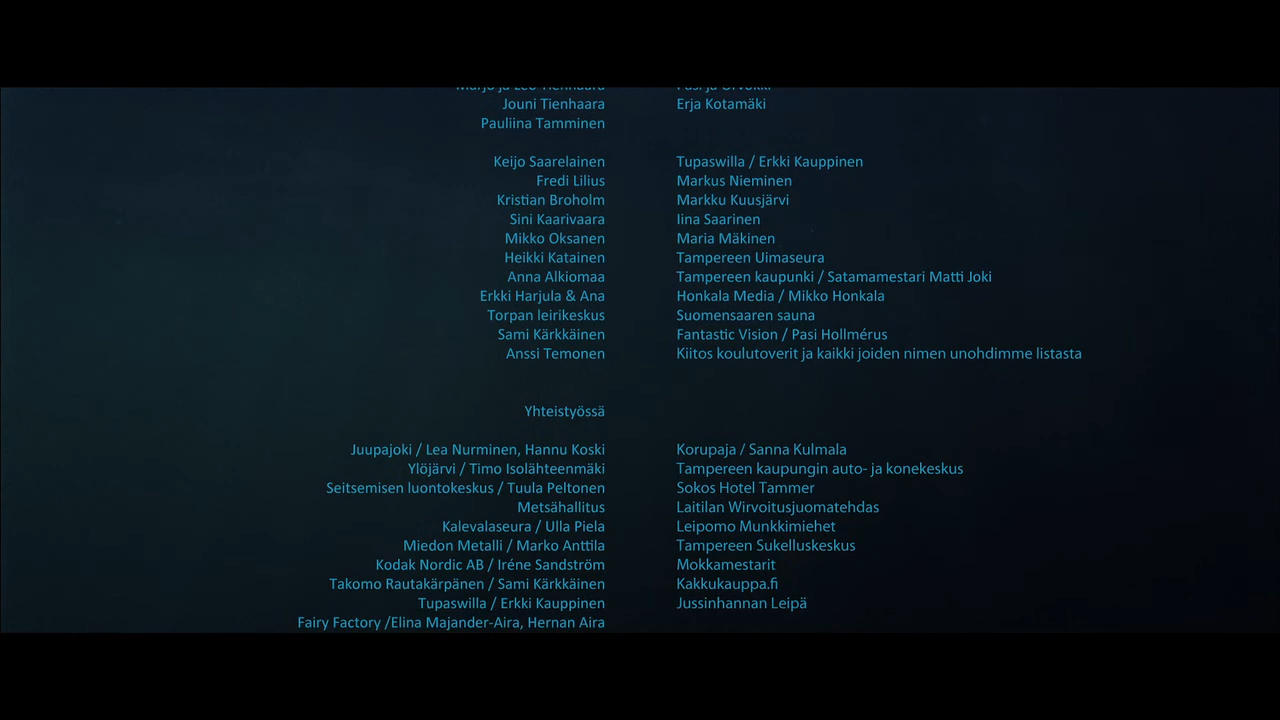 Jouni Tienhaara Erja Kotamäki
Pauliina Tamminen
Keijo Saarelainen Tupaswilla / Erkki Kauppinen
Fredi Lilius Markus Nieminen
Kristian Broholm Markku Kuusjärvi
Sini Kaarivaara Iina Saarinen
Mikko Oksanen Maria Mäkinen
Heikki Katainen Tampereen Uimaseura
Anna Alkiomaa Tampereen kaupunki / Satamamestari Matti Joki
Erkki Harjula & Ana Honkala Media / Mikko Honkala
Torpan leirikeskus Suomensaaren sauna
Sami Kärkkäinen Fantastic Vision / Pasi Hollmérus
Anssi Temonen Kiitos koulutoverit ja kaikki joiden nimen unohdimme listasta
Yhteistyössä
Juupajoki / Lea Nurminen, Hannu Koski Korupaja / Sanna Kulmala
Ylöjärvi / Timo Isolähteenmäki Tampereen kaupungin auto- ja konekeskus
Seitsemisen luontokeskus / Tuula Peltonen Sokos Hotel Tammer
Metsähallitus Laitilan Wirvoitusjuomatehdas
Kalevalaseura / Ulla Piela Leipomo Munkkimiehet
Miedon Metalli / Marko Anttila Tampereen Sukelluskeskus
Kodak Nordic AB / Iréne Sandström Mokkamestarit
Takomo Rautakärpänen / Sami Kärkkäinen Kakkukauppa.fi
Tupaswilla / Erkki Kauppinen Jussinhannan Leipä
Fairy Factory /Elina Majander-Aira, Hernan Aira